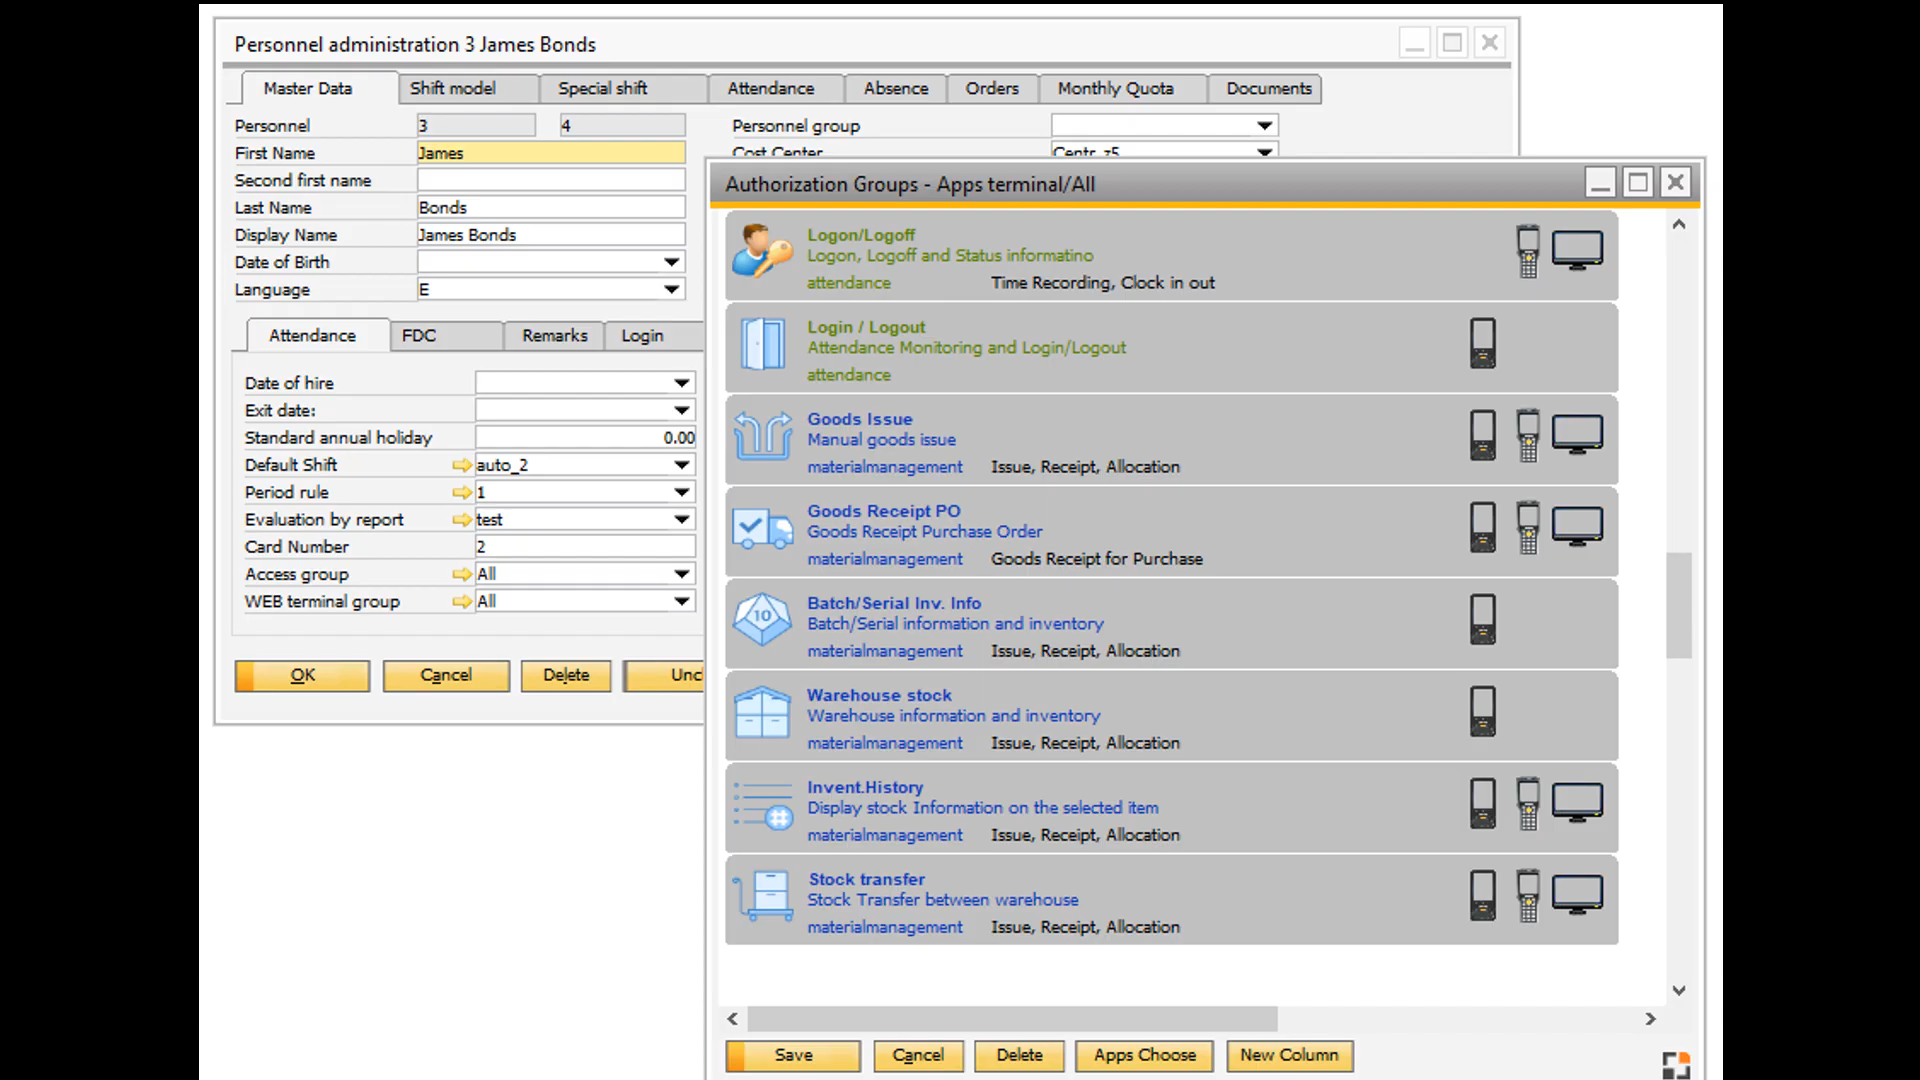 Personnel administration 3 James Bonds
Master Data Shift model Special shift Attendance Absence Orders Monthly Quota Documents
Personnel 3 4 Personnel group
First Name James Cost Center Centr_z5
Second first name
Last Name Bonds
Display Name James Bonds
Date of Birth
Language E
Attendance FDC Remarks Login
Date of hire
Exit date:
Standard annual holiday 0.00
Default Shift auto_2
Period rule 1
Evaluation by report test
Card Number 2
Access group All
WEB terminal group All
OK Cancel Delete
Authorization Groups - Apps terminal/All
Logon/Logoff
Logon, Logoff and Status informatino
attendance Time Recording, Clock in out
Login / Logout
Attendance Monitoring and Login/Logout
attendance
Goods Issue
Manual goods issue
materialmanagement Issue, Receipt, Allocation
Goods Receipt PO
Goods Receipt Purchase Order
materialmanagement Goods Receipt for Purchase
10
Batch/Serial Inv. Info
Batch/Serial information and inventory
materialmanagement Issue, Receipt, Allocation
Warehouse stock
Warehouse information and inventory
materialmanagement Issue, Receipt, Allocation
Invent.History
Display stock Information on the selected item
materialmanagement Issue, Receipt, Allocation
Stock transfer
Stock Transfer between warehouse
materialmanagement Issue, Receipt, Allocation
Save Cancel Delete Apps Choose New Column